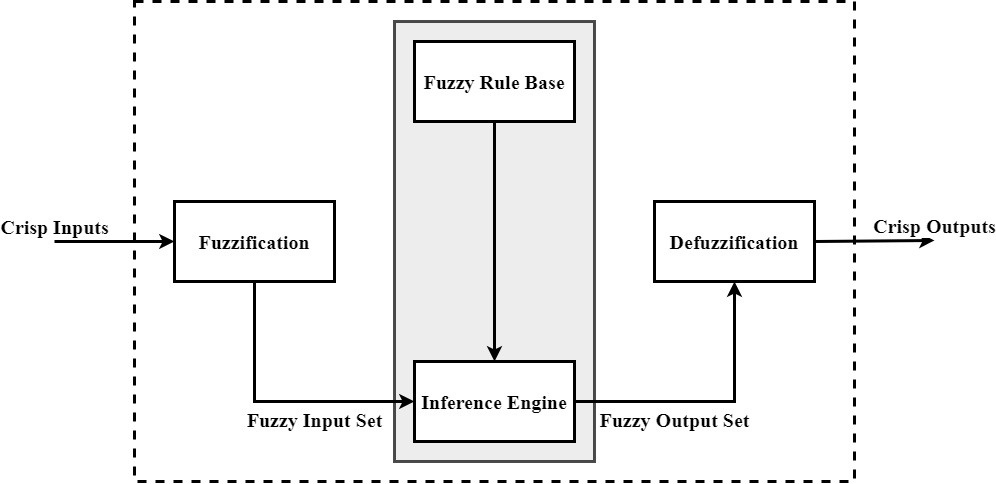 Fuzzy Rule Base
Crisp Inputs
Fuzzification
Defuzzification
Crisp Outputs
Inference Engine
Fuzzy Input Set
Fuzzy Output Set